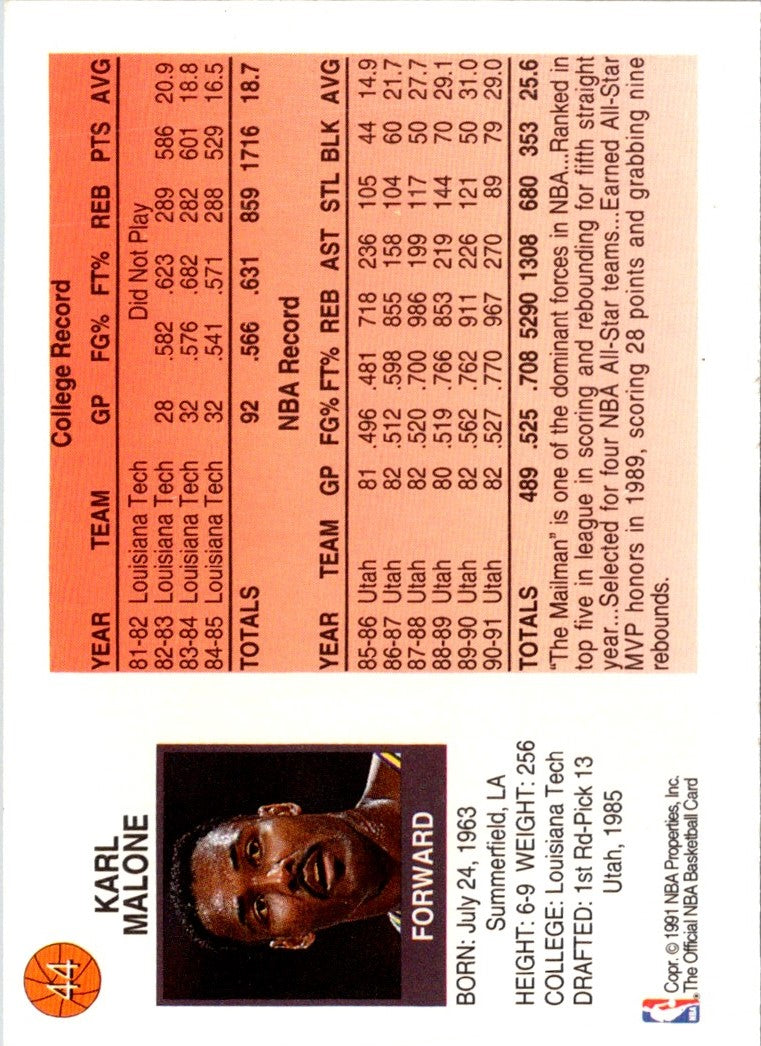 44
KARL
MALONE
FORWARD
BORN: July 24, 1963
Summerfield, LA
HEIGHT: 6-9 WEIGHT: 256
COLLEGE: Louisiana Tech
DRAFTED: 1st Rd-Pick 13
Utah, 1985
NBA
Copr. © 1991 NBA Properties, Inc.
The Official NBA Basketball Card
College Record
YEAR TEAM GP FG% FT% REB PTS AVG
81-82 Louisiana Tech Did Not Play
82-83 Louisiana Tech 28 .582 .623 289 586 20.9
83-84 Louisiana Tech 32 .576 .682 282 601 18.8
84-85 Louisiana Tech 32 .541 .571 288 529 16.5
TOTALS 92 .566 .631 859 1716 18.7
NBA Record
YEAR TEAM GP FG% FT% REB AST STL BLK AVG
85-86 Utah 81 .496 .481 718 236 105 44 14.9
86-87 Utah 82 .512 .598 855 158 104 60 21.7
87-88 Utah 82 .520 .700 986 199 117 50 27.7
88-89 Utah 80 .519 .766 853 219 144 70 29.1
89-90 Utah 82 .562 .762 911 226 121 50 31.0
90-91 Utah 82 .527 .770 967 270 89 79 29.0
TOTALS 489 .525 .708 5290 1308 680 353 25.6
"The Mailman" is one of the dominant forces in NBA...Ranked in
top five in league in scoring and rebounding for fifth straight
year...Selected for four NBA All-Star teams...Earned All-Star
MVP honors in 1989, scoring 28 points and grabbing nine
rebounds.